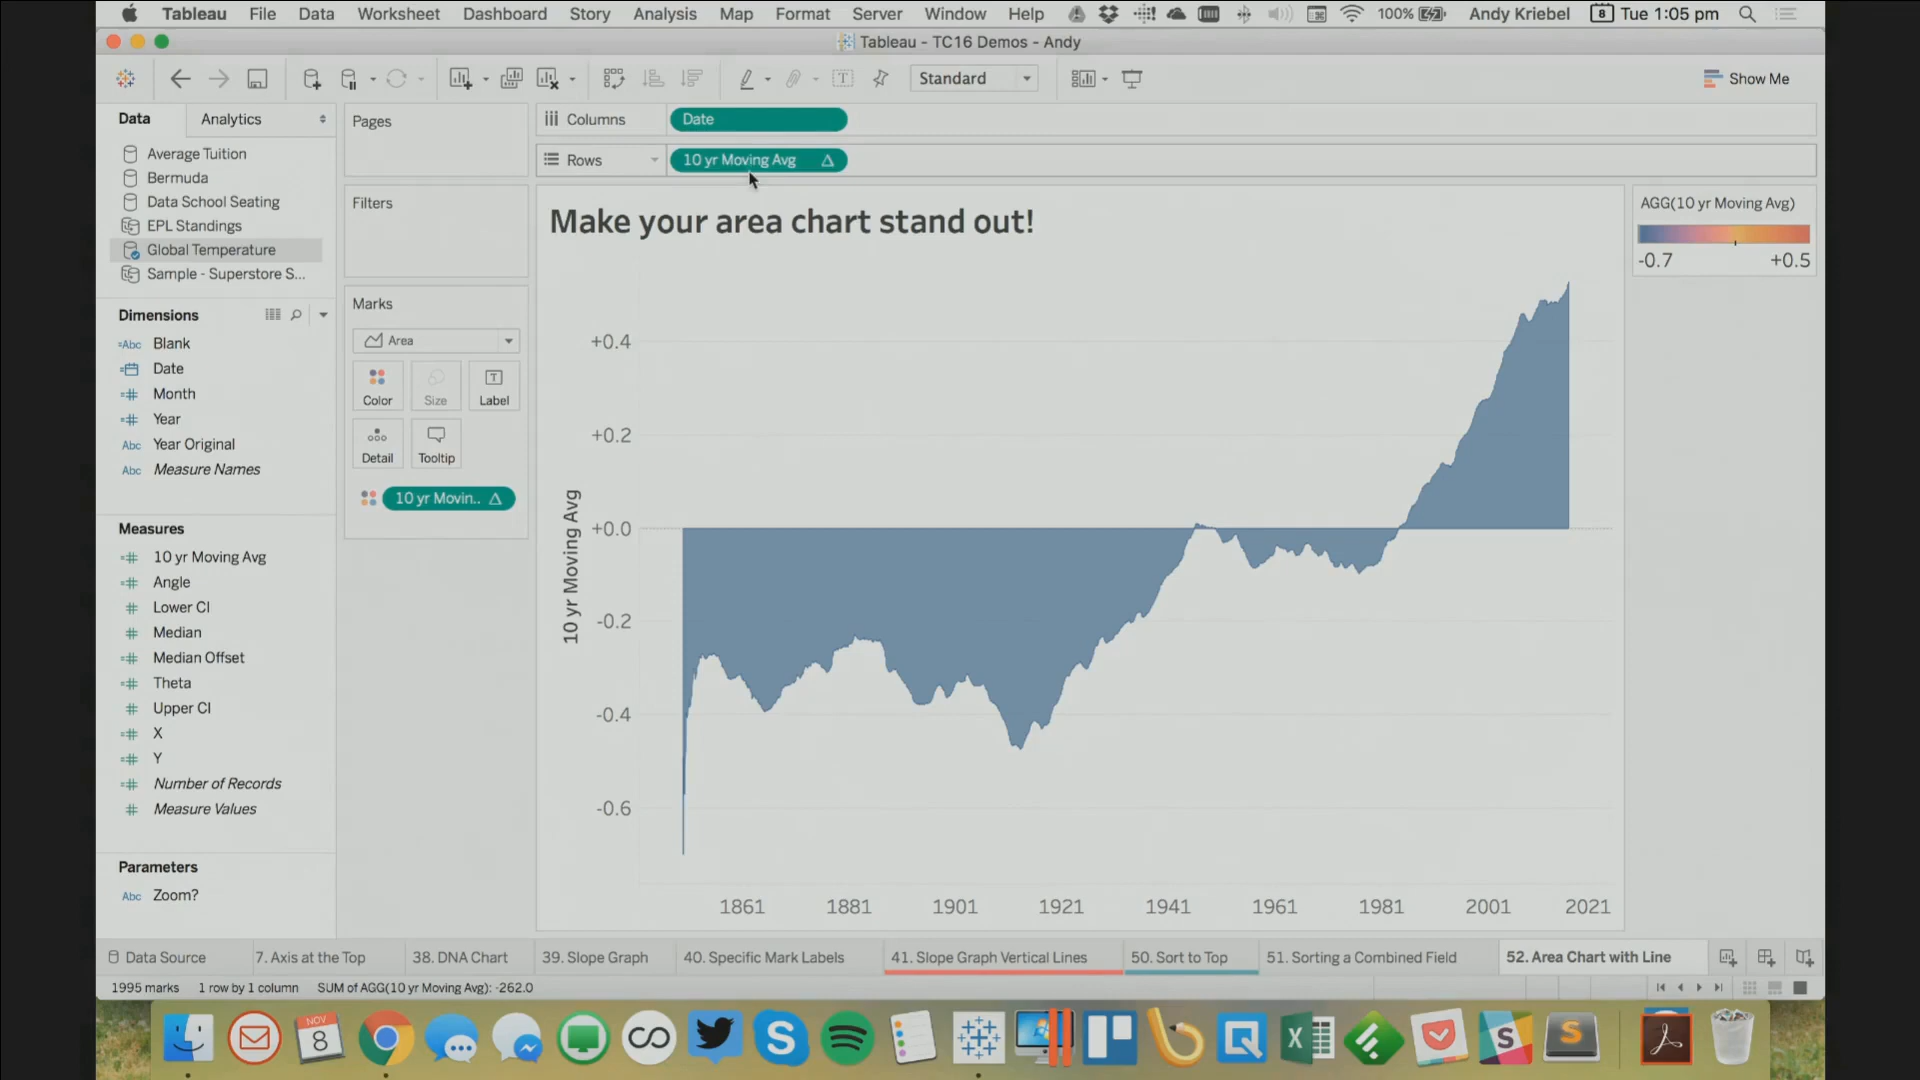 Tableau File Data Worksheet Dashboard Story Analysis Map Format Server Window Help 100% Andy Kriebel 8 Tue 1:05 pm
Tableau - TC16 Demos - Andy
Standard
Show Me
Data Analytics
Average Tuition
Bermuda
Data School Seating
EPL Standings
Global Temperature
Sample - Superstore S...
Dimensions
=Abc Blank
Date
=# Month
=# Year
Abc Year Original
Abc Measure Names
Measures
=# 10 yr Moving Avg
=# Angle
# Lower CI
# Median
=# Median Offset
=# Theta
# Upper CI
=# X
=# Y
=# Number of Records
# Measure Values
Parameters
Abc Zoom?
Pages
Filters
Marks
Area
Color Size Label
Detail Tooltip
10 yr Movin.. Δ
Columns Date
Rows 10 yr Moving Avg Δ
Make your area chart stand out!
10 yr Moving Avg
+0.4
+0.2
+0.0
-0.2
-0.4
-0.6
1861 1881 1901 1921 1941 1961 1981 2001 2021
AGG(10 yr Moving Avg)
-0.7 +0.5
Data Source 7. Axis at the Top 38. DNA Chart 39. Slope Graph 40. Specific Mark Labels 41. Slope Graph Vertical Lines 50. Sort to Top 51. Sorting a Combined Field 52. Area Chart with Line
1995 marks 1 row by 1 column SUM of AGG(10 yr Moving Avg): -262.0
NOV
8